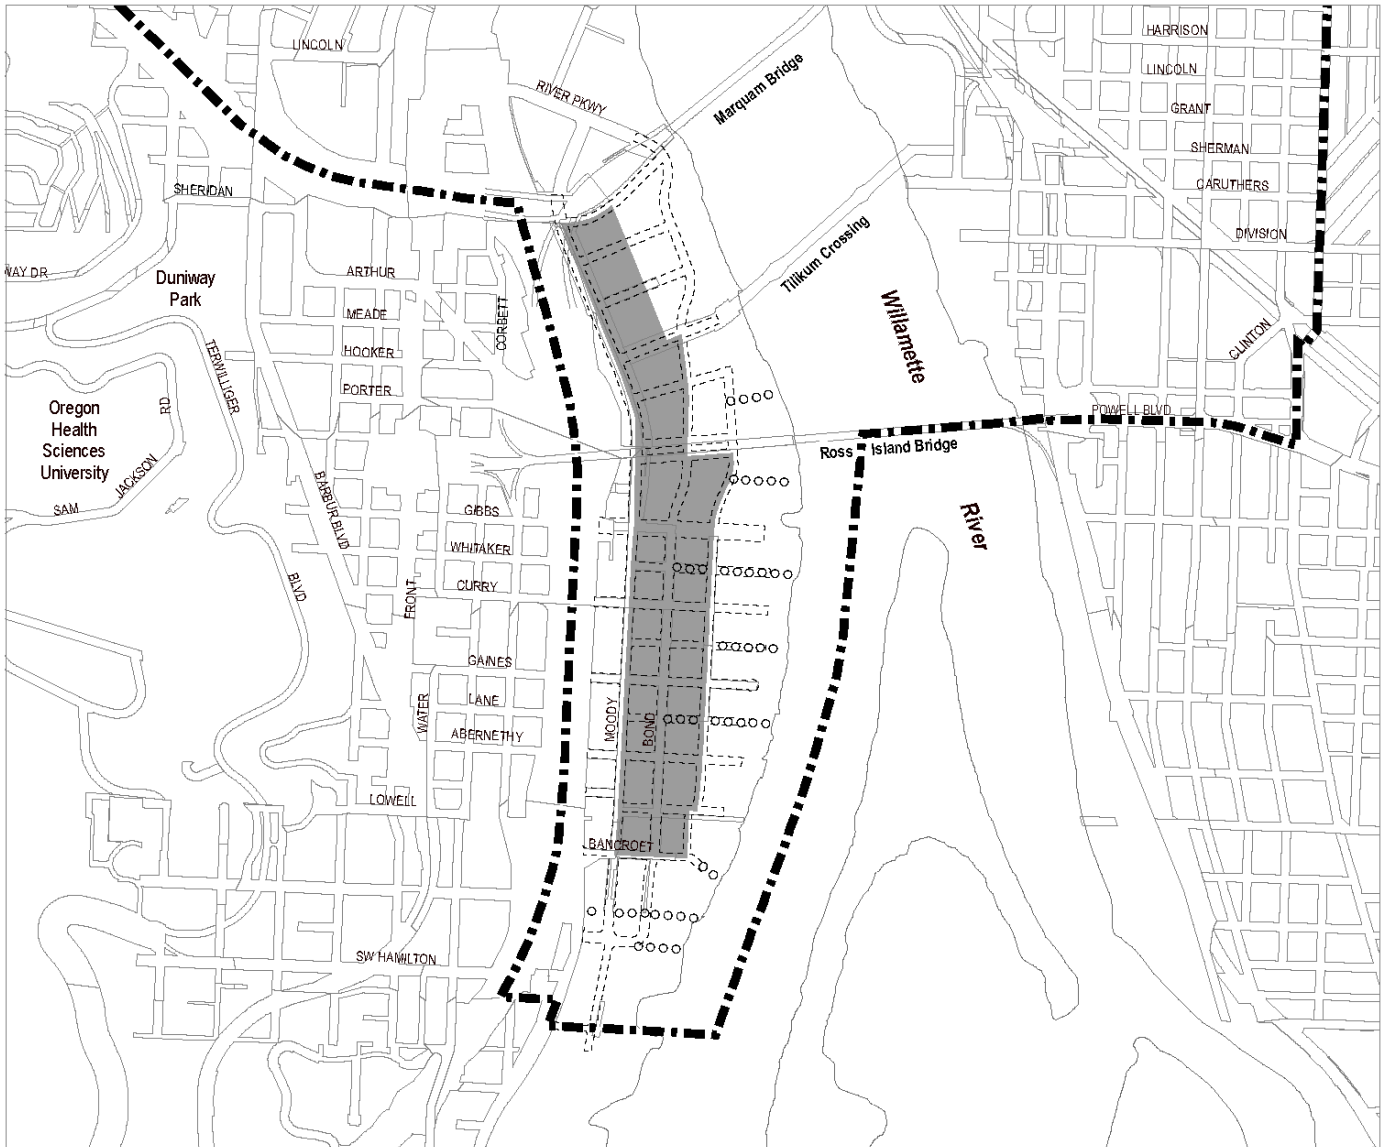 HARRISON
LINCOLN
LINCOLN
Marquam Bridge
RIVER PKWY
GRANT
SHERMAN
SHERIDAN
CARUTHERS
DIVISION
Tilikum Crossing
WAY DR
Duniway
Park
ARTHUR
MEADE
CORBETT
HOOKER
PORTER
TERWILLIGER
Willamette
CLINTON
POWELL BLVD
Oregon
Health
Sciences
University
RD
JACKSON
SAM
Ross Island Bridge
BARBUR BLVD
GIBBS
WHITAKER
CURRY
FRONT
BLVD
River
GAINES
LANE
WATER
ABERNETHY
MOODY
BOND
LOWELL
BANCROFT
SW HAMILTON